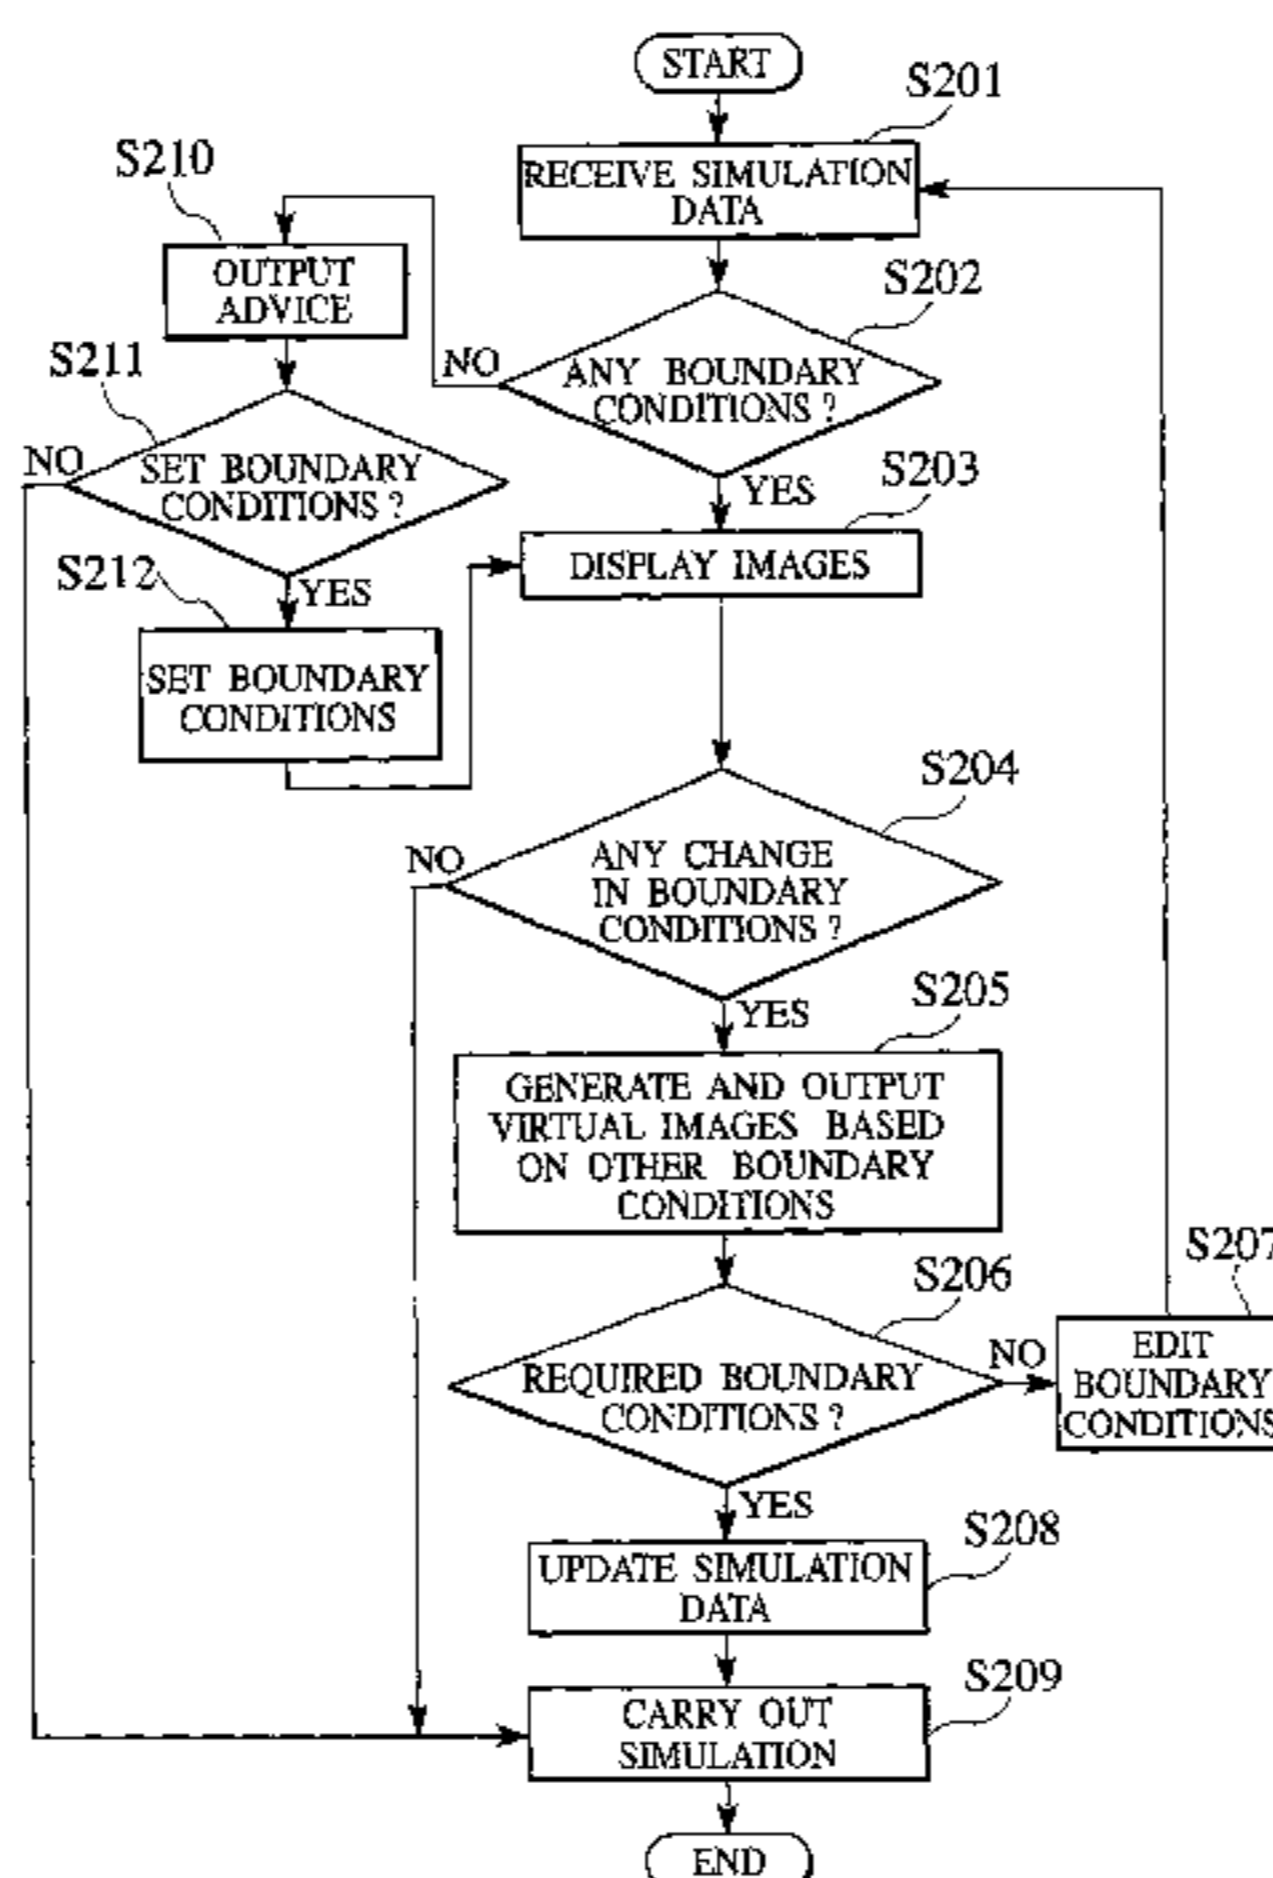 START
S201
RECEIVE SIMULATION
DATA
S210
OUTPUT
ADVICE
S202
NO
ANY BOUNDARY
CONDITIONS ?
YES
S211
NO
SET BOUNDARY
CONDITIONS ?
YES
S203
DISPLAY IMAGES
S212
SET BOUNDARY
CONDITIONS
S204
NO
ANY CHANGE
IN BOUNDARY
CONDITIONS ?
YES
S205
GENERATE AND OUTPUT
VIRTUAL IMAGES BASED
ON OTHER BOUNDARY
CONDITIONS
S206
REQUIRED BOUNDARY
CONDITIONS ?
NO
YES
S207
EDIT
BOUNDARY
CONDITIONS
S208
UPDATE SIMULATION
DATA
S209
CARRY OUT
SIMULATION
END